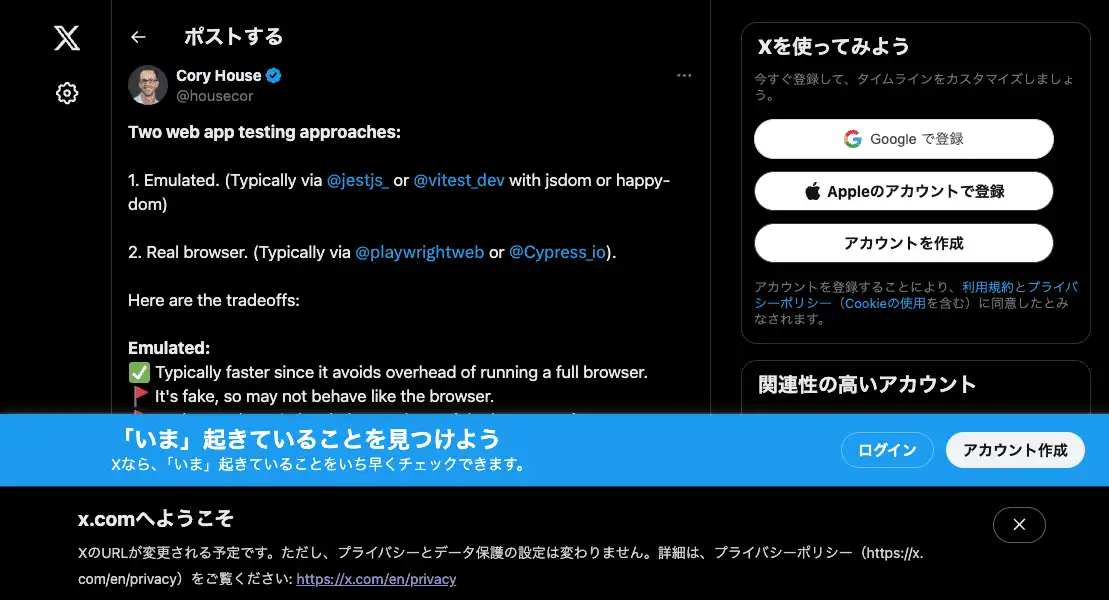 ポストする
Cory House
@housecor
Two web app testing approaches:
1. Emulated. (Typically via @jestjs_ or @vitest_dev with jsdom or happy-
dom)
2. Real browser. (Typically via @playwrightweb or @Cypress_io).
Here are the tradeoffs:
Emulated:
✅ Typically faster since it avoids overhead of running a full browser.
🚩 It's fake, so may not behave like the browser.
Xを使ってみよう
今すぐ登録して、タイムラインをカスタマイズしましょ
う。
Google で登録
Appleのアカウントで登録
アカウントを作成
アカウントを登録することにより、利用規約とプライバ
シーポリシー（Cookieの使用を含む）に同意したとみ
なされます。
関連性の高いアカウント
「いま」起きていることを見つけよう
Xなら、「いま」起きていることをいち早くチェックできます。
ログイン
アカウント作成
x.comへようこそ
XのURLが変更される予定です。ただし、プライバシーとデータ保護の設定は変わりません。詳細は、プライバシーポリシー（https://x.
com/en/privacy）をご覧ください: https://x.com/en/privacy